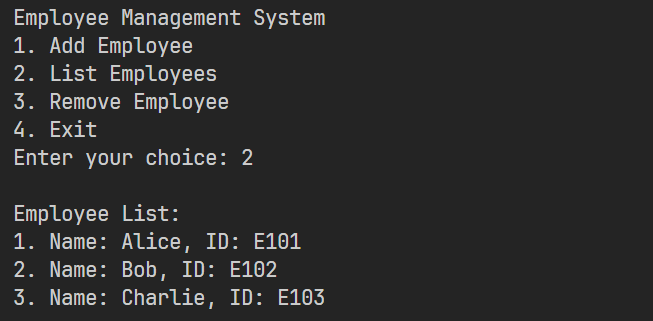 Employee Management System
1. Add Employee
2. List Employees
3. Remove Employee
4. Exit
Enter your choice: 2
Employee List:
1. Name: Alice, ID: E101
2. Name: Bob, ID: E102
3. Name: Charlie, ID: E103